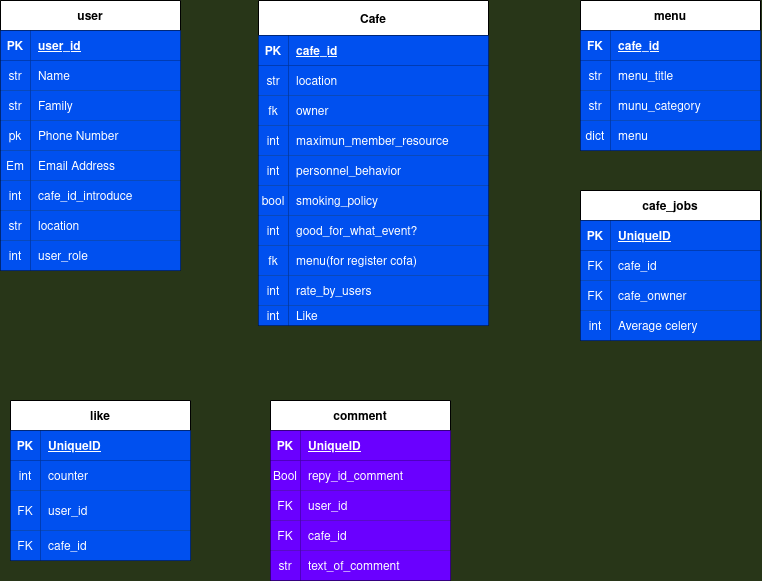 user
PK user_id
str Name
str Family
pk Phone Number
Em Email Address
int cafe_id_introduce
str location
int user_role
Cafe
PK cafe_id
str location
fk owner
int maximun_member_resource
int personnel_behavior
bool smoking_policy
int good_for_what_event?
fk menu(for register cofa)
int rate_by_users
int Like
menu
FK cafe_id
str menu_title
str munu_category
dict menu
cafe_jobs
PK UniqueID
FK cafe_id
FK cafe_onwner
int Average celery
like
PK UniqueID
int counter
FK user_id
FK cafe_id
comment
PK UniqueID
Bool repy_id_comment
FK user_id
FK cafe_id
str text_of_comment